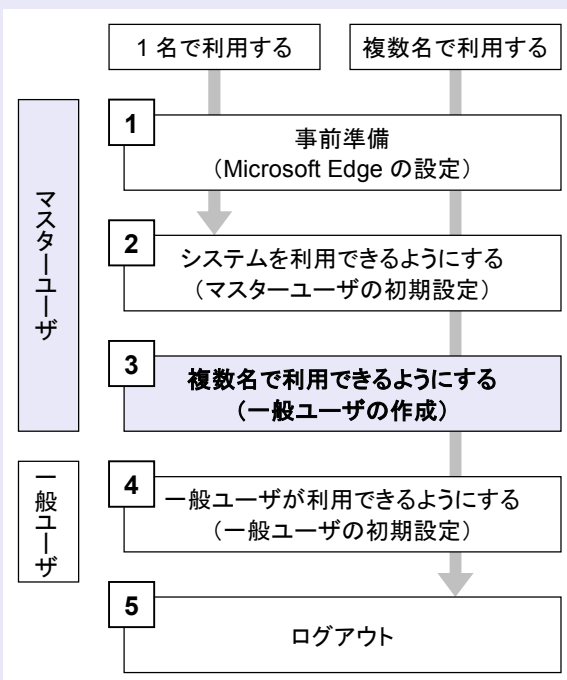 1 名で利用する
複数名で利用する
マスターユーザ
1
事前準備
（Microsoft Edge の設定）
2
システムを利用できるようにする
（マスターユーザの初期設定）
3
複数名で利用できるようにする
（一般ユーザの作成）
一般ユーザ
4
一般ユーザが利用できるようにする
（一般ユーザの初期設定）
5
ログアウト